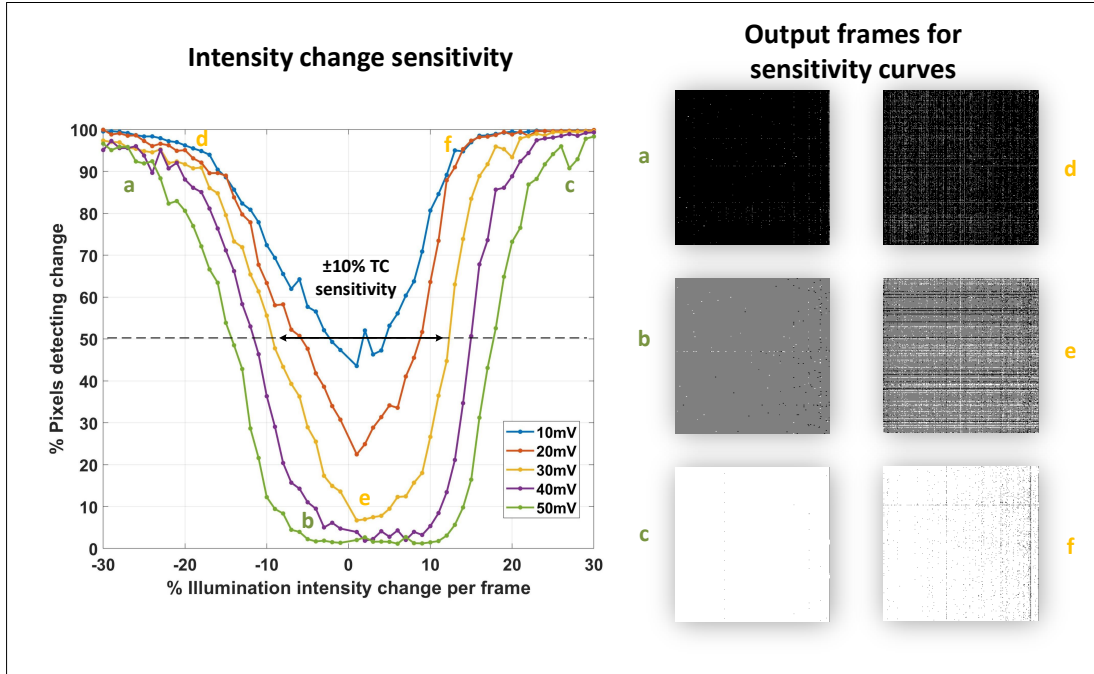 Intensity change sensitivity
Output frames for
sensitivity curves
% Pixels detecting change
100
90
80
70
60
50
40
30
20
10
0
-30
-20
-10
0
10
20
30
% Illumination intensity change per frame
±10% TC
sensitivity
a
d
b
e
f
c
10mV
20mV
30mV
40mV
50mV
a
d
b
e
c
f